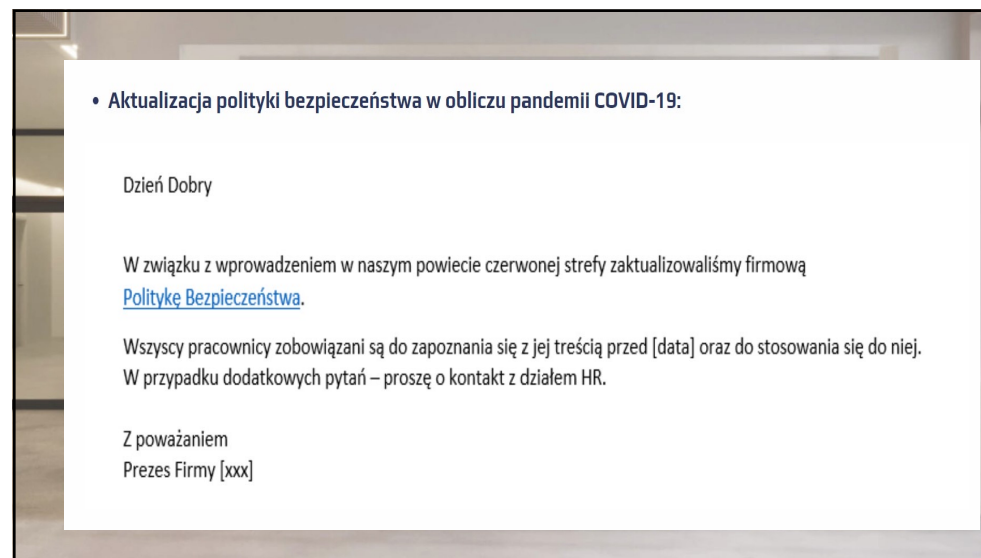 • Aktualizacja polityki bezpieczeństwa w obliczu pandemii COVID-19:
Dzień Dobry
W związku z wprowadzeniem w naszym powiecie czerwonej strefy zaktualizowaliśmy firmową
Politykę Bezpieczeństwa.
Wszyscy pracownicy zobowiązani są do zapoznania się z jej treścią przed [data] oraz do stosowania się do niej.
W przypadku dodatkowych pytań – proszę o kontakt z działem HR.
Z poważaniem
Prezes Firmy [xxx]